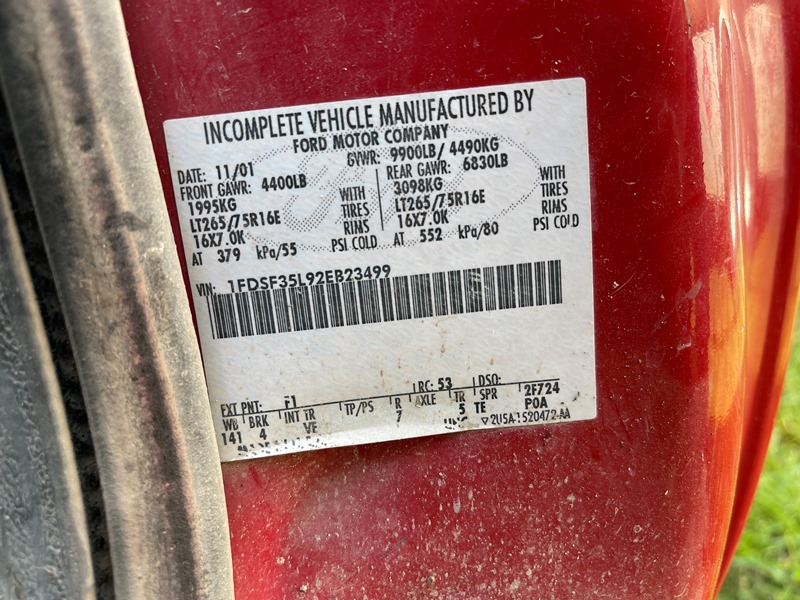 INCOMPLETE VEHICLE MANUFACTURED BY
FORD MOTOR COMPANY
DATE: 11/01 GVWR: 9900LB/ 4490KG
FRONT GAWR: 4400LB REAR GAWR: 6830LB
1995KG WITH 3098KG WITH
LT265/75R16E TIRES LT265/75R16E TIRES
16X7.0K RIMS 16X7.0K RIMS
AT 379 kPa/55 PSI COLD AT 552 kPa/80 PSI COLD
VIN: 1FDSF35L92EB23499
EXT PNT: F1 RC: 53 DSO:
WB BRK INT TR TP/PS R AXLE TR SPR 2F724
141 4 VF 7 5 TE P0A
2U5A-1520472-AA